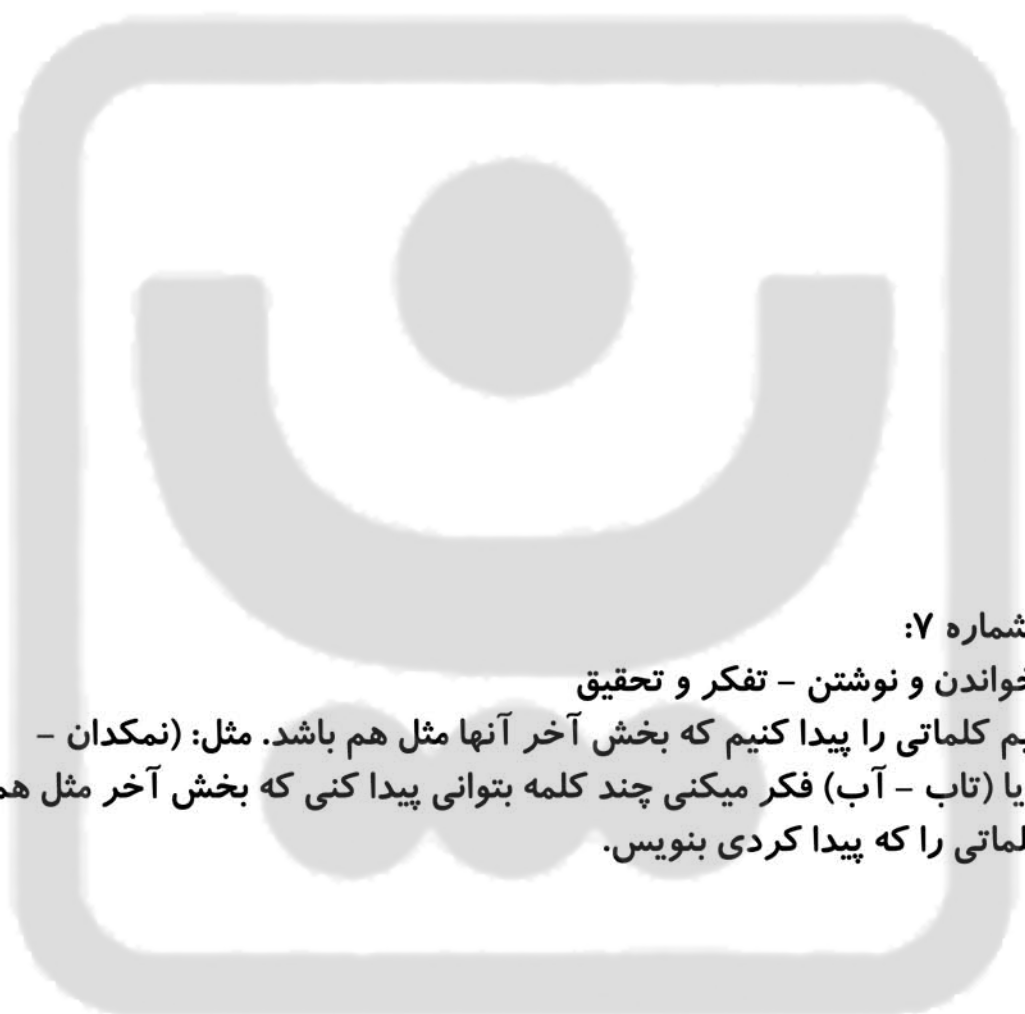 شماره ۷:
خواندن و نوشتن – تفکر و تحقیق
کلماتی را پیدا کنیم که بخش آخر آنها مثل هم باشد. مثل: (نمکدان –
یا (تاب – آب) فکر میکنی چند کلمه بتوانی پیدا کنی که بخش آخر مثل هم
را که پیدا کردی بنویس.